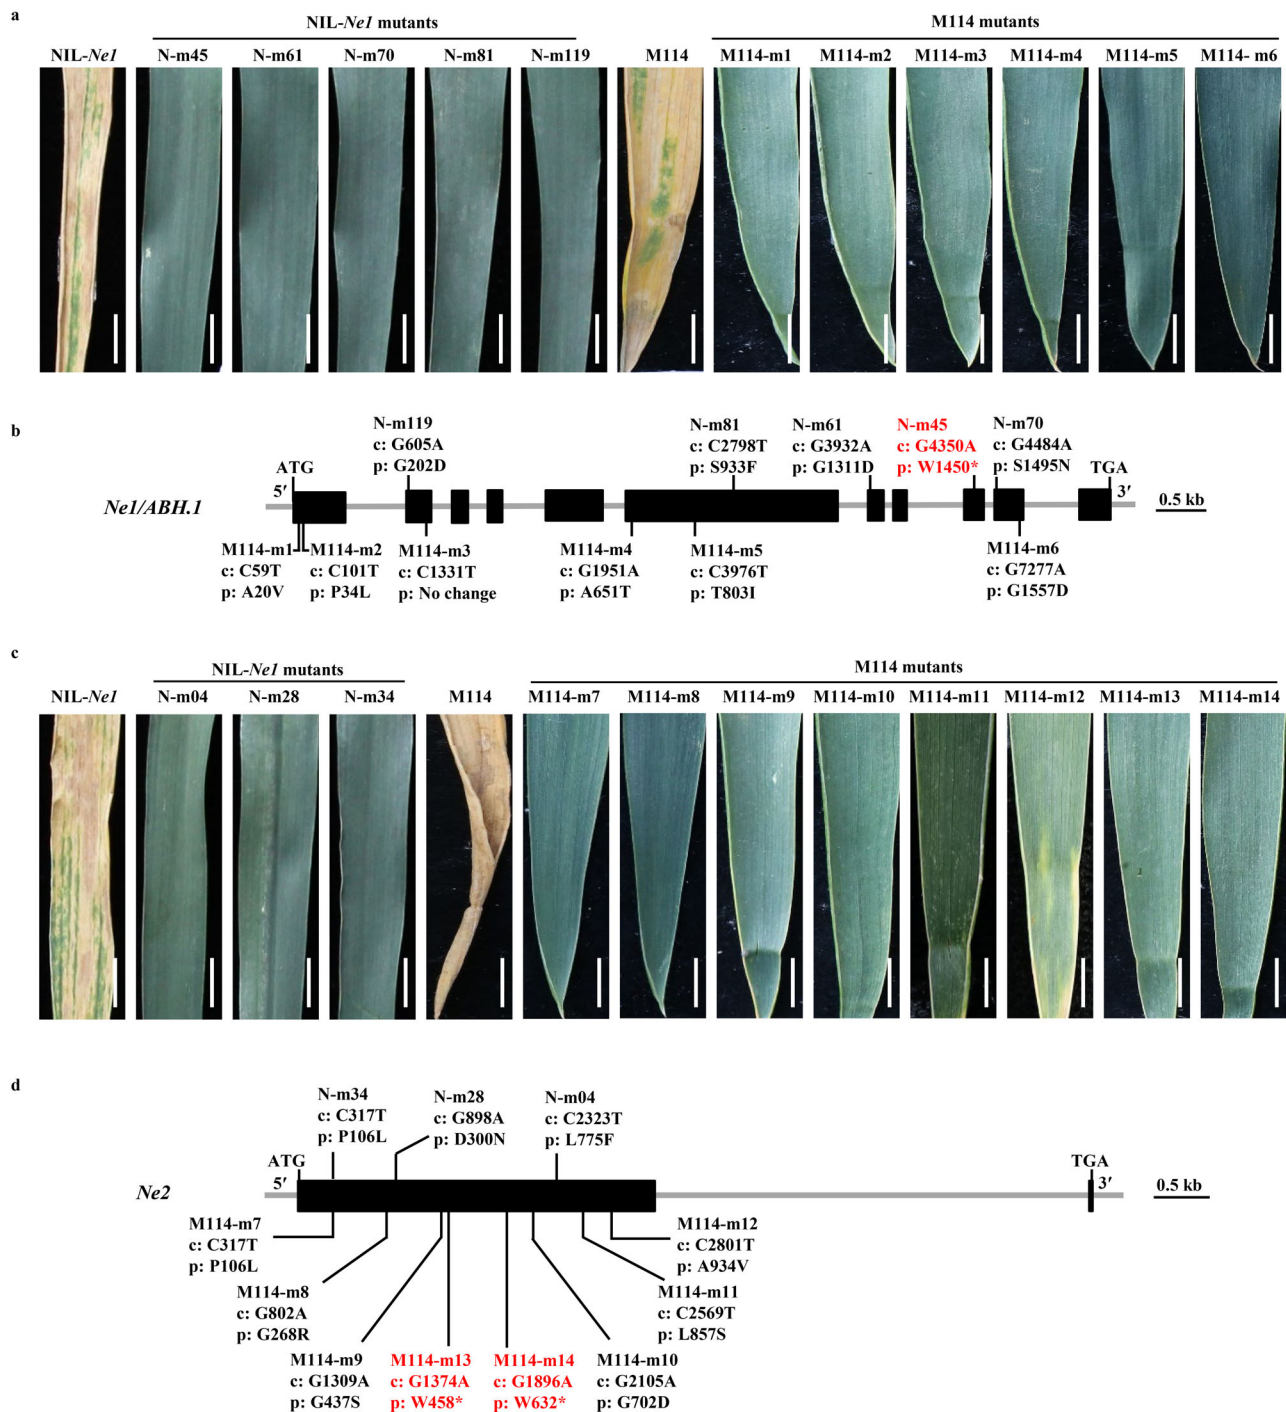 a
NIL-Ne1 mutants
M114 mutants
NIL-Ne1 N-m45 N-m61 N-m70 N-m81 N-m119 M114 M114-m1 M114-m2 M114-m3 M114-m4 M114-m5 M114- m6
b
N-m119
c: G605A
p: G202D
N-m81
c: C2798T
p: S933F
N-m61
c: G3932A
p: G1311D
N-m45
c: G4350A
p: W1450*
N-m70
c: G4484A
p: S1495N
ATG
TGA
5′
3′
Ne1/ABH.1
0.5 kb
M114-m1
c: C59T
p: A20V
M114-m2
c: C101T
p: P34L
M114-m3
c: C1331T
p: No change
M114-m4
c: G1951A
p: A651T
M114-m5
c: C3976T
p: T803I
M114-m6
c: G7277A
p: G1557D
c
NIL-Ne1 mutants
M114 mutants
NIL-Ne1 N-m04 N-m28 N-m34 M114 M114-m7 M114-m8 M114-m9 M114-m10 M114-m11 M114-m12 M114-m13 M114-m14
d
N-m34
c: C317T
p: P106L
N-m28
c: G898A
p: D300N
N-m04
c: C2323T
p: L775F
ATG
TGA
5′
3′
Ne2
0.5 kb
M114-m7
c: C317T
p: P106L
M114-m12
c: C2801T
p: A934V
M114-m8
c: G802A
p: G268R
M114-m11
c: C2569T
p: L857S
M114-m9
c: G1309A
p: G437S
M114-m13
c: G1374A
p: W458*
M114-m14
c: G1896A
p: W632*
M114-m10
c: G2105A
p: G702D